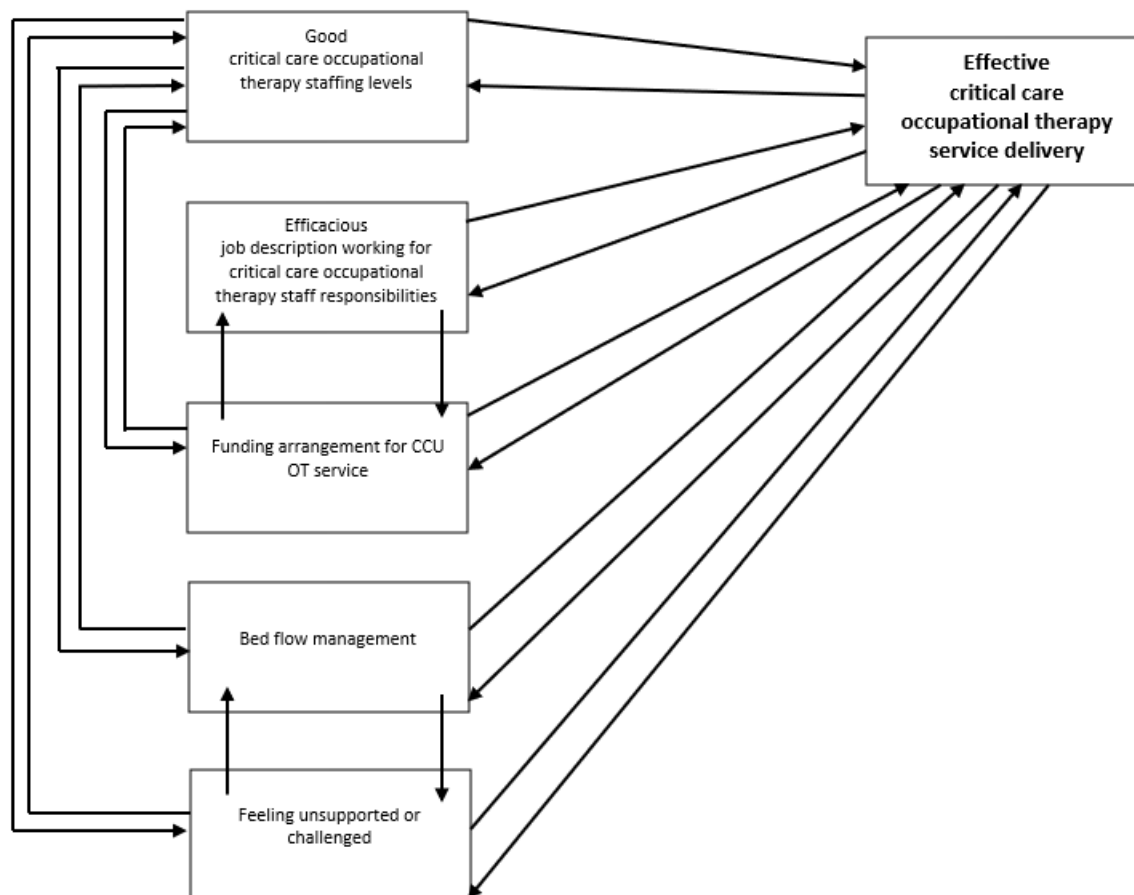 Good
critical care occupational
therapy staffing levels
Effective
critical care
occupational therapy
service delivery
Efficacious
job description working for
critical care occupational
therapy staff responsibilities
Funding arrangement for CCU
OT service
Bed flow management
Feeling unsupported or
challenged